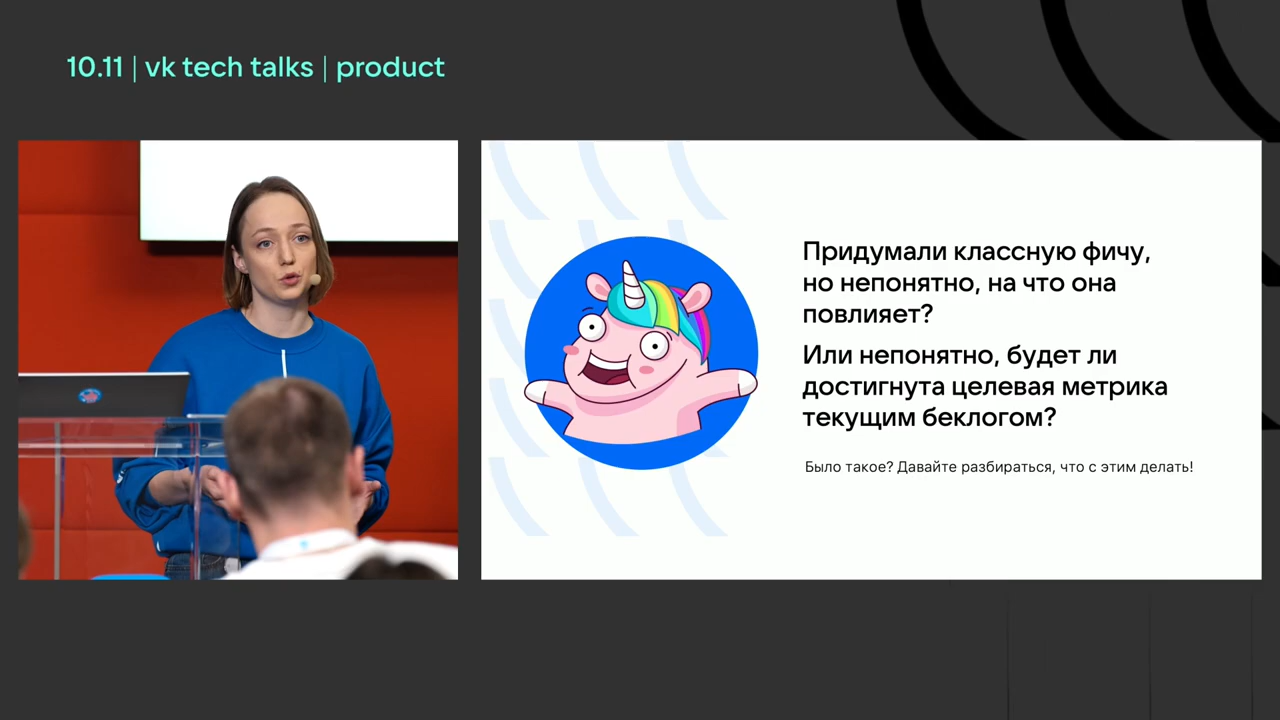 10.11 | vk tech talks | product
Придумали классную фичу,
но непонятно, на что она
повлияет?
Или непонятно, будет ли
достигнута целевая метрика
текущим беклогом?
Было такое? Давайте разбираться, что с этим делать!